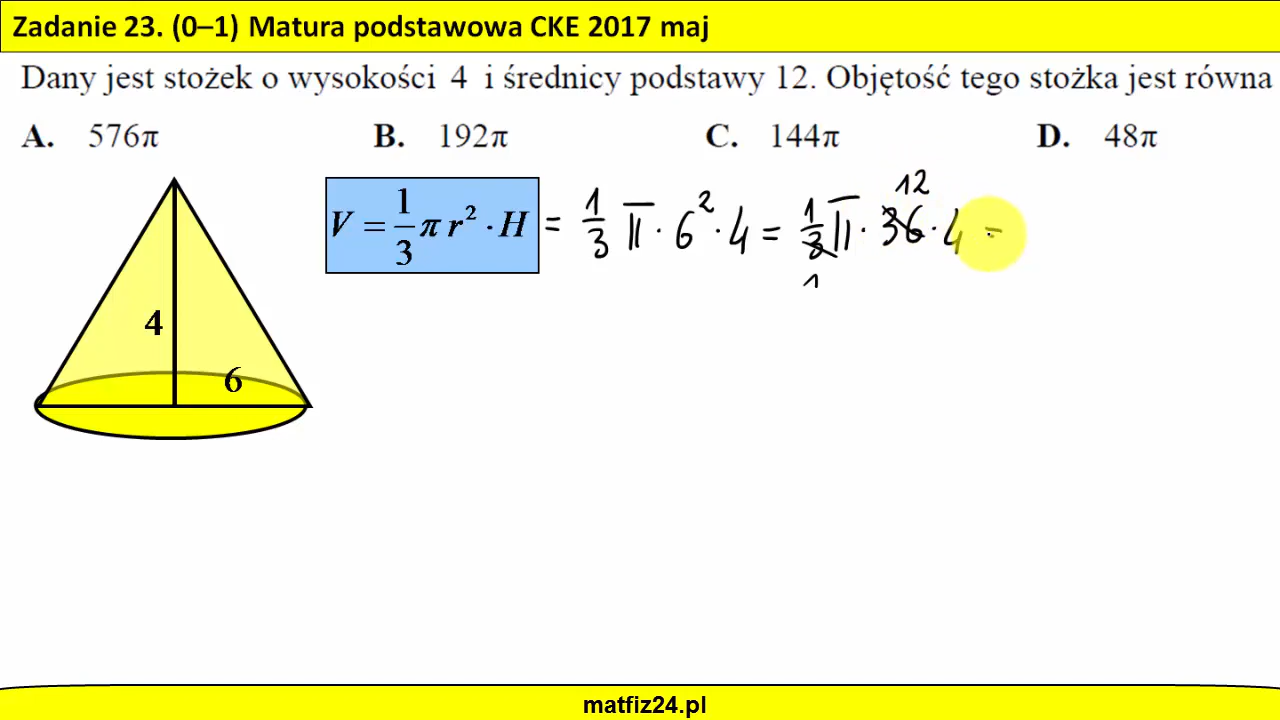 Zadanie 23. (0–1) Matura podstawowa CKE 2017 maj
Dany jest stożek o wysokości 4 i średnicy podstawy 12. Objętość tego stożka jest równa
A. 576π B. 192π C. 144π D. 48π
V = 1/3 π r² · H = 1/3 π · 6² · 4 = 1/3 π · 36 · 4 =
12
1
4
6
matfiz24.pl